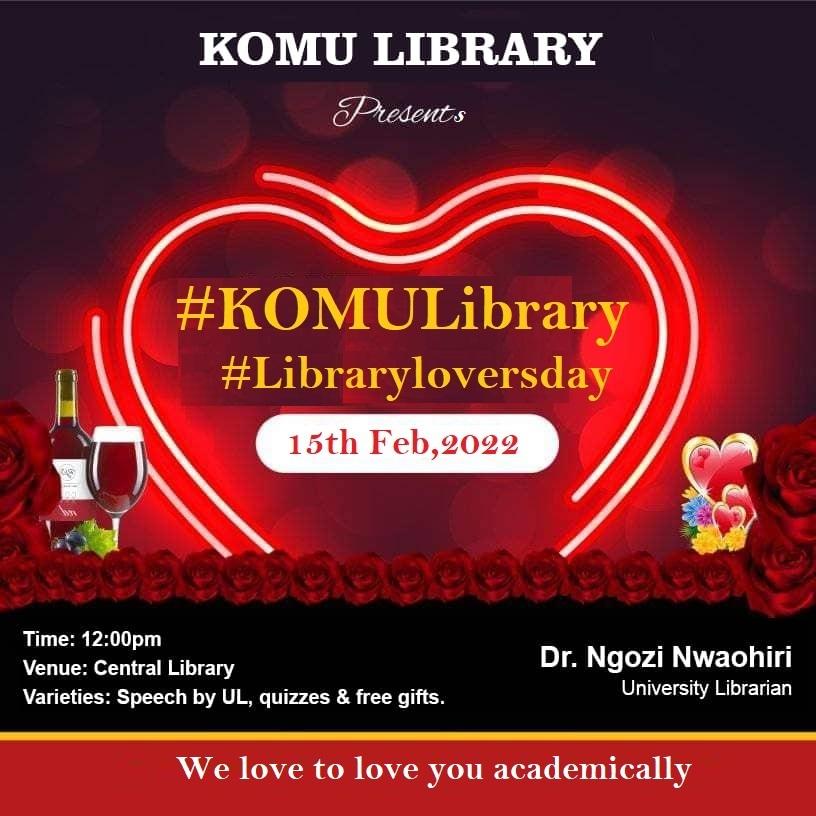 KOMU LIBRARY
Presents
#KOMULibrary
#Libraryloversday
15th Feb,2022
Time: 12:00pm
Venue: Central Library
Varieties: Speech by UL, quizzes & free gifts.
Dr. Ngozi Nwaohiri
University Librarian
We love to love you academically